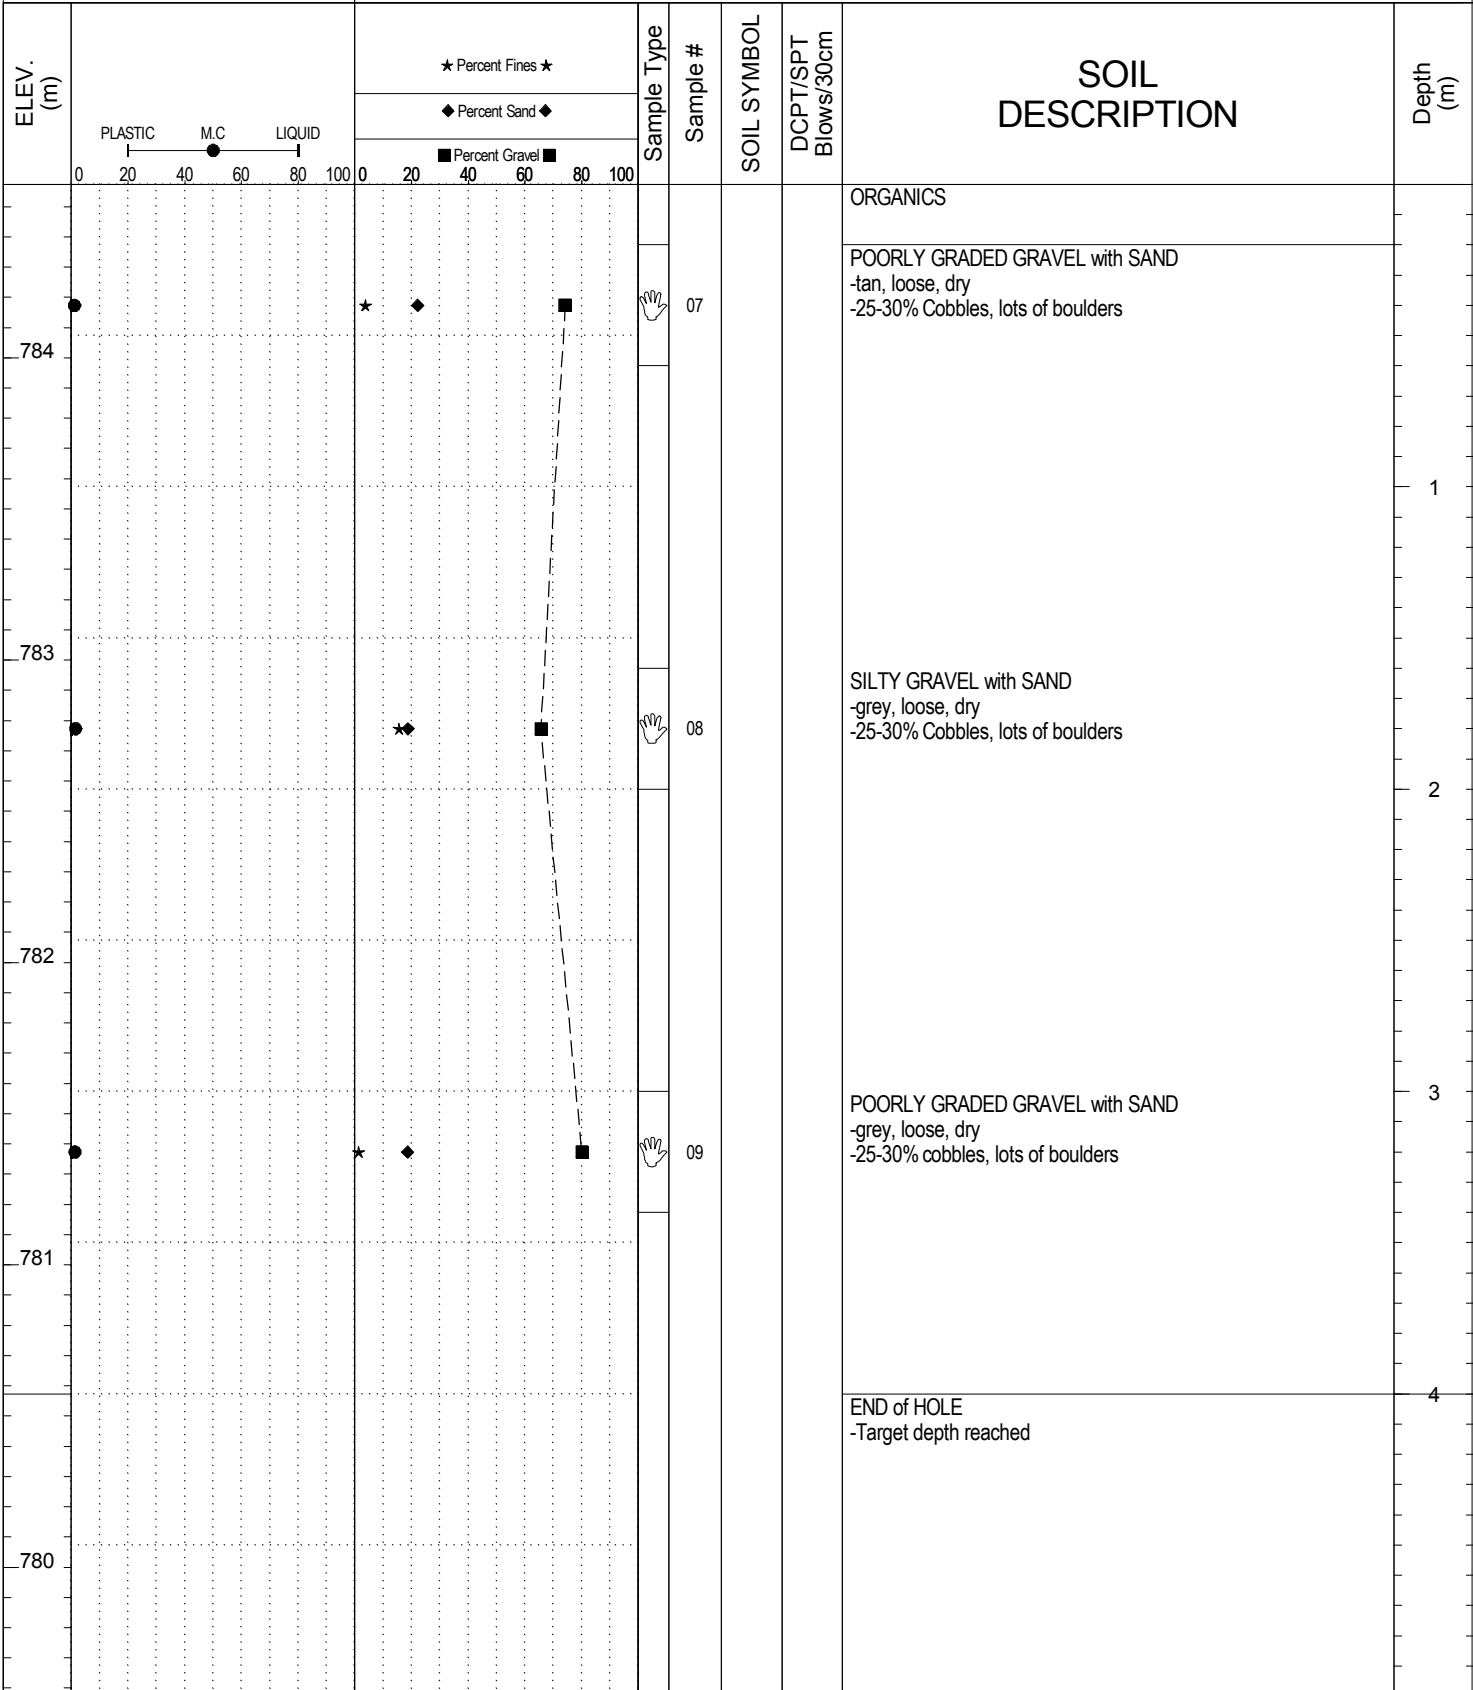 ELEV.
(m)
PLASTIC M.C LIQUID
0 20 40 60 80 100
★ Percent Fines ★
◆ Percent Sand ◆
■ Percent Gravel ■
0 20 40 60 80 100
Sample Type
Sample #
SOIL SYMBOL
DCPT/SPT
Blows/30cm
SOIL
DESCRIPTION
Depth
(m)
ORGANICS
POORLY GRADED GRAVEL with SAND
-tan, loose, dry
07 -25-30% Cobbles, lots of boulders
784
1
783
SILTY GRAVEL with SAND
-grey, loose, dry
08 -25-30% Cobbles, lots of boulders
2
782
3
POORLY GRADED GRAVEL with SAND
-grey, loose, dry
09 -25-30% cobbles, lots of boulders
781
4
END of HOLE
-Target depth reached
780